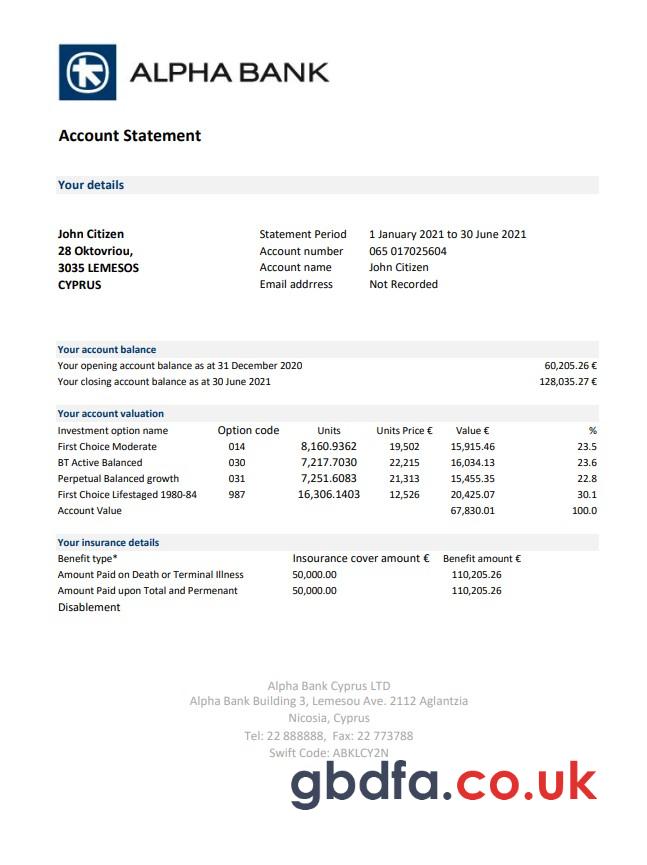 ALPHA BANK
Account Statement
Your details
John Citizen Statement Period 1 January 2021 to 30 June 2021
28 Oktovriou, Account number 065 017025604
3035 LEMESOS Account name John Citizen
CYPRUS Email addrress Not Recorded
Your account balance
Your opening account balance as at 31 December 2020 60,205.26 €
Your closing account balance as at 30 June 2021 128,035.27 €
Your account valuation
Investment option name Option code Units Units Price € Value € %
First Choice Moderate 014 8,160.9362 19,502 15,915.46 23.5
BT Active Balanced 030 7,217.7030 22,215 16,034.13 23.6
Perpetual Balanced growth 031 7,251.6083 21,313 15,455.35 22.8
First Choice Lifestaged 1980-84 987 16,306.1403 12,526 20,425.07 30.1
Account Value 67,830.01 100.0
Your insurance details
Benefit type* Insourance cover amount € Benefit amount €
Amount Paid on Death or Terminal Illness 50,000.00 110,205.26
Amount Paid upon Total and Permenant 50,000.00 110,205.26
Disablement
Alpha Bank Cyprus LTD
Alpha Bank Building 3, Lemesou Ave. 2112 Aglantzia
Nicosia, Cyprus
Tel: 22 888888, Fax: 22 773788
Swift Code: ABKLCY2N
gbdfa.co.uk